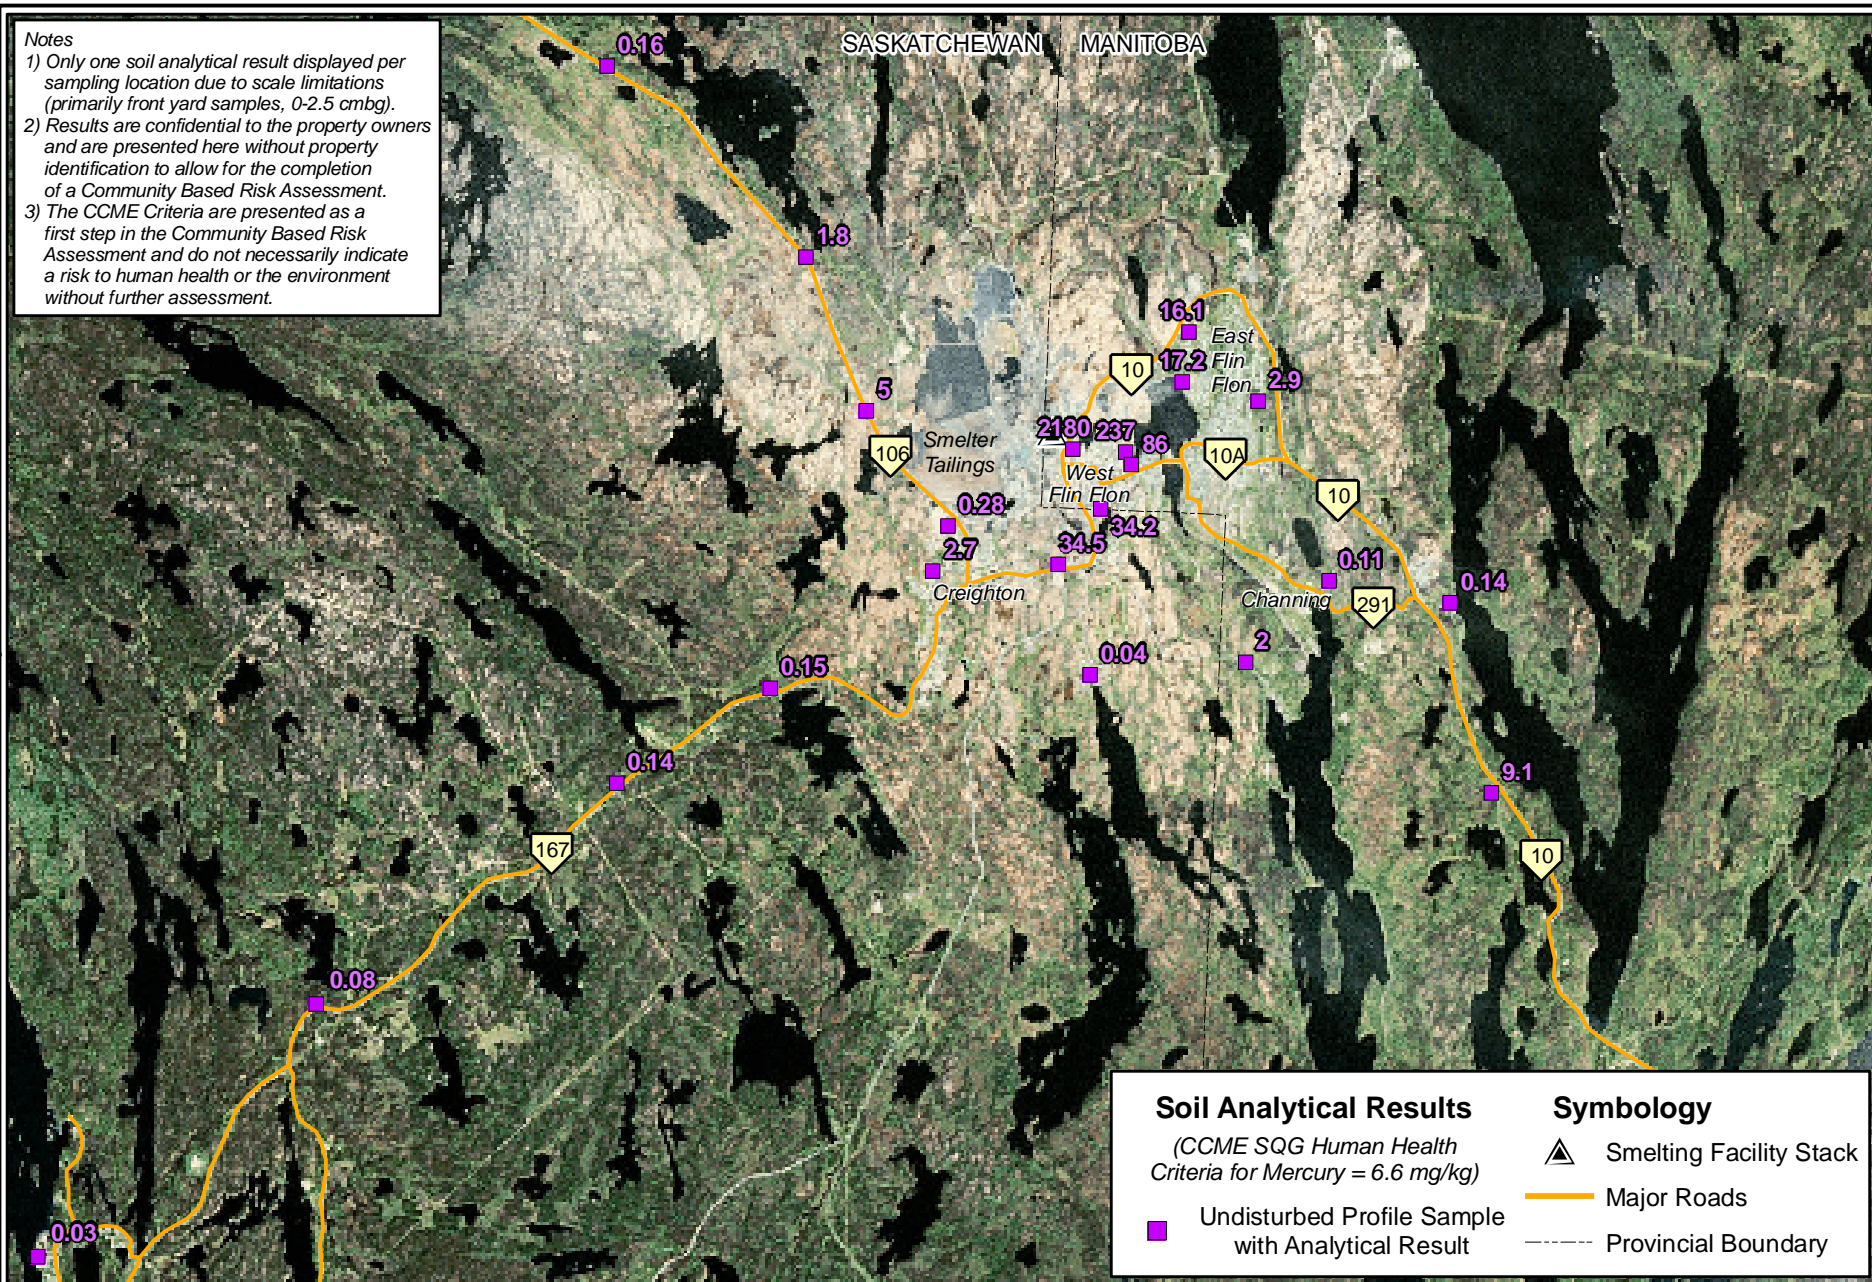 Notes
1) Only one soil analytical result displayed per
sampling location due to scale limitations
(primarily front yard samples, 0-2.5 cmbg).
2) Results are confidential to the property owners
and are presented here without property
identification to allow for the completion
of a Community Based Risk Assessment.
3) The CCME Criteria are presented as a
first step in the Community Based Risk
Assessment and do not necessarily indicate
a risk to human health or the environment
without further assessment.
SASKATCHEWAN MANITOBA
0.16
1.8
16.1
East
Flin
Flon
10
17.2
2.9
5
2180
237
86
106
Smelter
Tailings
10A
West
Flin Flon
10
0.28
34.2
34.5
2.7
0.11
0.14
Creighton
Channing
291
2
0.04
0.15
0.14
9.1
167
10
0.08
0.03
Soil Analytical Results
(CCME SQG Human Health
Criteria for Mercury = 6.6 mg/kg)
Undisturbed Profile Sample
with Analytical Result
Symbology
Smelting Facility Stack
Major Roads
Provincial Boundary